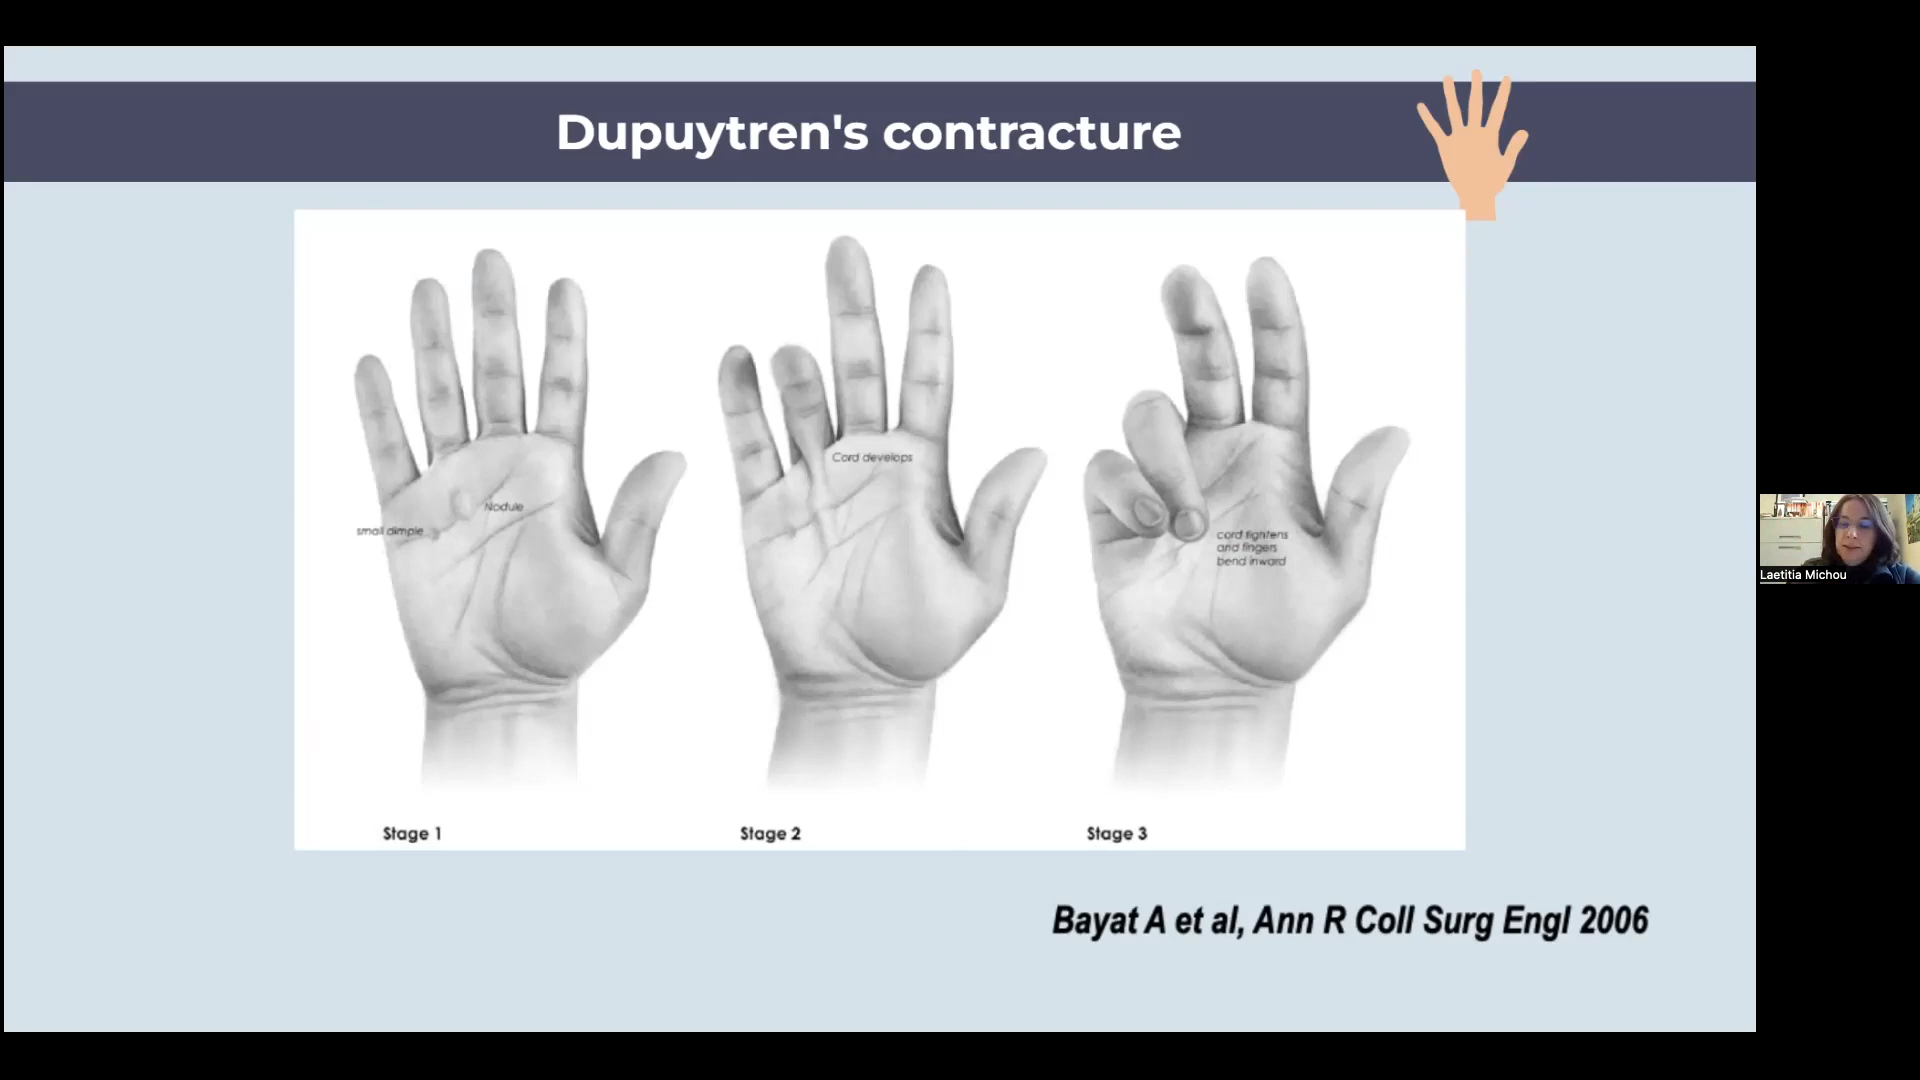 Dupuytren's contracture
small dimple
Nodule
Cord develops
cord tightens
and fingers
bend inward
Stage 1
Stage 2
Stage 3
Bayat A et al, Ann R Coll Surg Engl 2006
Laetitia Michou